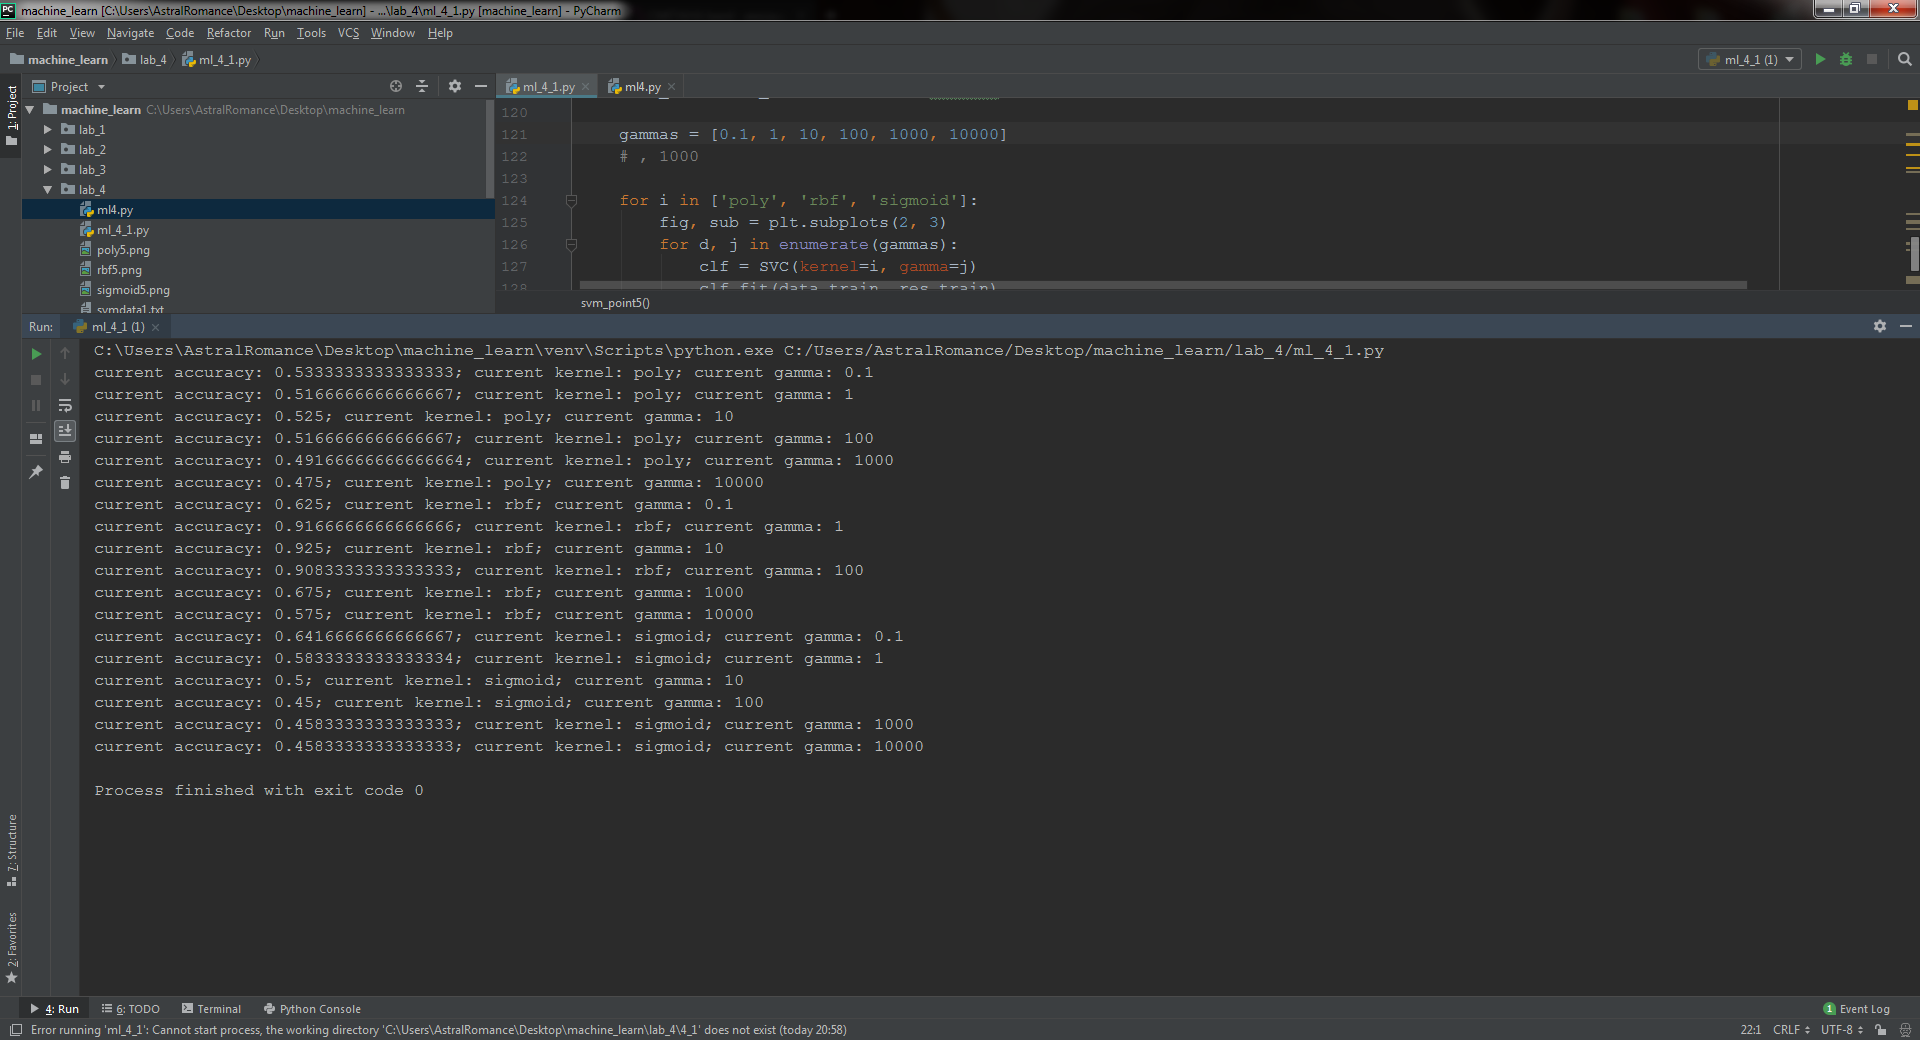 machine_learn [C:\Users\AstralRomance\Desktop\machine_learn] - ...\lab_4\ml_4_1.py [machine_learn] - PyCharm
File Edit View Navigate Code Refactor Run Tools VCS Window Help
machine_learn lab_4 ml_4_1.py
ml_4_1 (1)
Project
ml_4_1.py ml4.py
1: Project
machine_learn C:\Users\AstralRomance\Desktop\machine_learn
lab_1
lab_2
lab_3
lab_4
ml4.py
ml_4_1.py
poly5.png
rbf5.png
sigmoid5.png
svmdata1.txt
120
121 gammas = [0.1, 1, 10, 100, 1000, 10000]
122 # , 1000
123
124 for i in ['poly', 'rbf', 'sigmoid']:
125 fig, sub = plt.subplots(2, 3)
126 for d, j in enumerate(gammas):
127 clf = SVC(kernel=i, gamma=j)
128 clf.fit(data_train, res_train)
svm_point5()
Run: ml_4_1 (1)
C:\Users\AstralRomance\Desktop\machine_learn\venv\Scripts\python.exe C:/Users/AstralRomance/Desktop/machine_learn/lab_4/ml_4_1.py
current accuracy: 0.5333333333333333; current kernel: poly; current gamma: 0.1
current accuracy: 0.5166666666666667; current kernel: poly; current gamma: 1
current accuracy: 0.525; current kernel: poly; current gamma: 10
current accuracy: 0.5166666666666667; current kernel: poly; current gamma: 100
current accuracy: 0.49166666666666664; current kernel: poly; current gamma: 1000
current accuracy: 0.475; current kernel: poly; current gamma: 10000
current accuracy: 0.625; current kernel: rbf; current gamma: 0.1
current accuracy: 0.9166666666666666; current kernel: rbf; current gamma: 1
current accuracy: 0.925; current kernel: rbf; current gamma: 10
current accuracy: 0.9083333333333333; current kernel: rbf; current gamma: 100
current accuracy: 0.675; current kernel: rbf; current gamma: 1000
current accuracy: 0.575; current kernel: rbf; current gamma: 10000
current accuracy: 0.6416666666666667; current kernel: sigmoid; current gamma: 0.1
current accuracy: 0.5833333333333334; current kernel: sigmoid; current gamma: 1
current accuracy: 0.5; current kernel: sigmoid; current gamma: 10
current accuracy: 0.45; current kernel: sigmoid; current gamma: 100
current accuracy: 0.4583333333333333; current kernel: sigmoid; current gamma: 1000
current accuracy: 0.4583333333333333; current kernel: sigmoid; current gamma: 10000
Process finished with exit code 0
7: Structure
2: Favorites
4: Run 6: TODO Terminal Python Console
1 Event Log
Error running 'ml_4_1': Cannot start process, the working directory 'C:\Users\AstralRomance\Desktop\machine_learn\lab_4\4_1' does not exist (today 20:58)
22:1 CRLF UTF-8